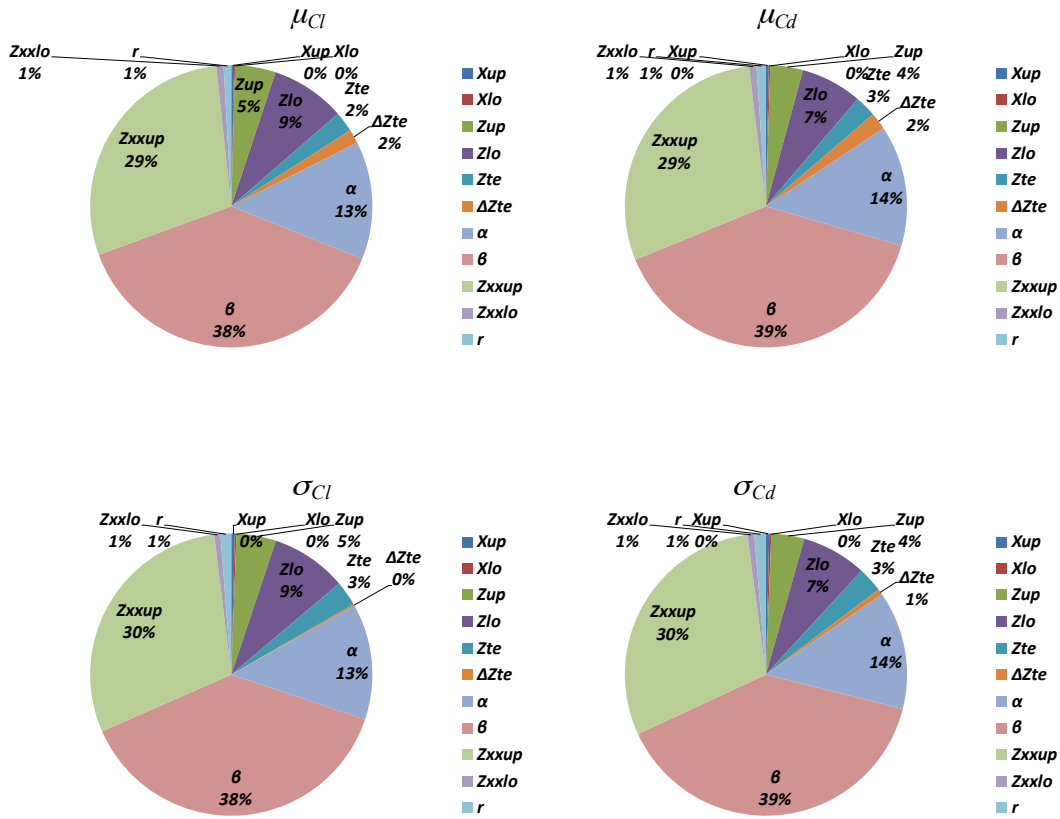 μCl
Zxxlo
1%
r
1%
Xup
0%
Xlo
0%
Zup
5%
Zlo
9%
Zte
2%
ΔZte
2%
α
13%
β
38%
Zxxup
29%
Xup
Xlo
Zup
Zlo
Zte
ΔZte
α
β
Zxxup
Zxxlo
r
μCd
Zxxlo
1%
r
1%
Xup
0%
Xlo
0%
Zup
4%
Zlo
7%
Zte
3%
ΔZte
2%
α
14%
β
39%
Zxxup
29%
Xup
Xlo
Zup
Zlo
Zte
ΔZte
α
β
Zxxup
Zxxlo
r
σCl
Zxxlo
1%
r
1%
Xup
0%
Xlo
0%
Zup
5%
Zlo
9%
Zte
3%
ΔZte
0%
α
13%
β
38%
Zxxup
30%
Xup
Xlo
Zup
Zlo
Zte
ΔZte
α
β
Zxxup
Zxxlo
r
σCd
Zxxlo
1%
r
1%
Xup
0%
Xlo
0%
Zup
4%
Zlo
7%
Zte
3%
ΔZte
1%
α
14%
β
39%
Zxxup
30%
Xup
Xlo
Zup
Zlo
Zte
ΔZte
α
β
Zxxup
Zxxlo
r